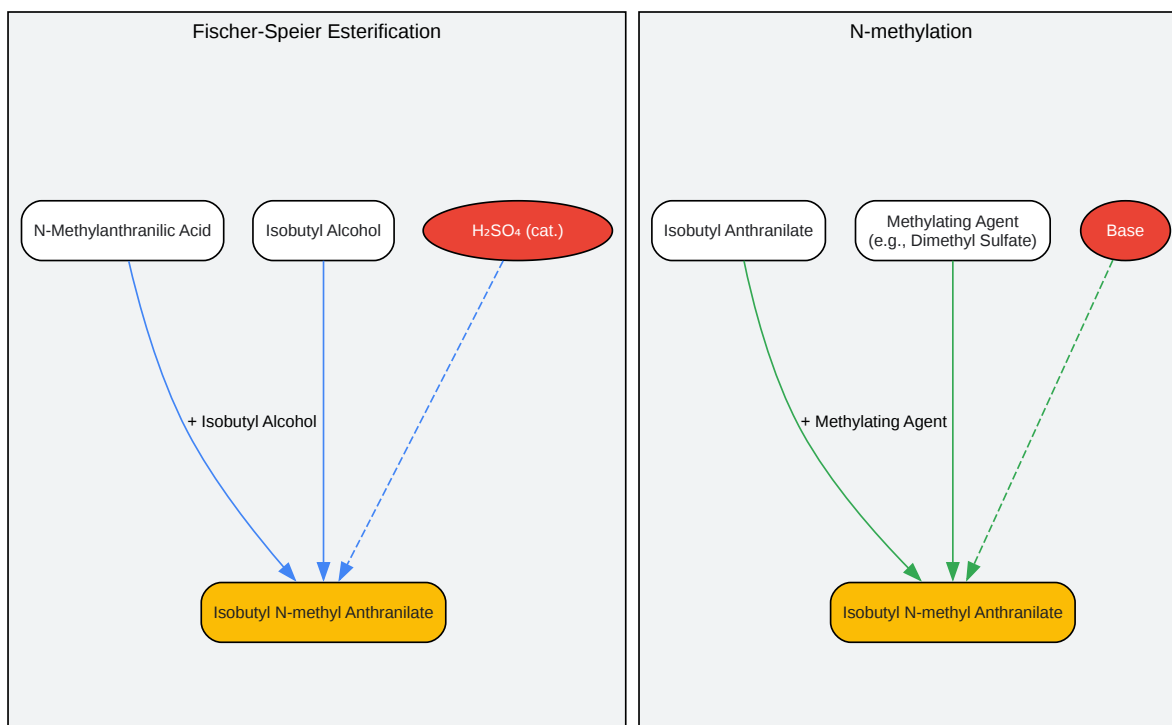 Fischer-Speier Esterification
N-Methylanthranilic Acid
Isobutyl Alcohol
H₂SO₄ (cat.)
+ Isobutyl Alcohol
Isobutyl N-methyl Anthranilate
N-methylation
Isobutyl Anthranilate
Methylating Agent
(e.g., Dimethyl Sulfate)
Base
+ Methylating Agent
Isobutyl N-methyl Anthranilate